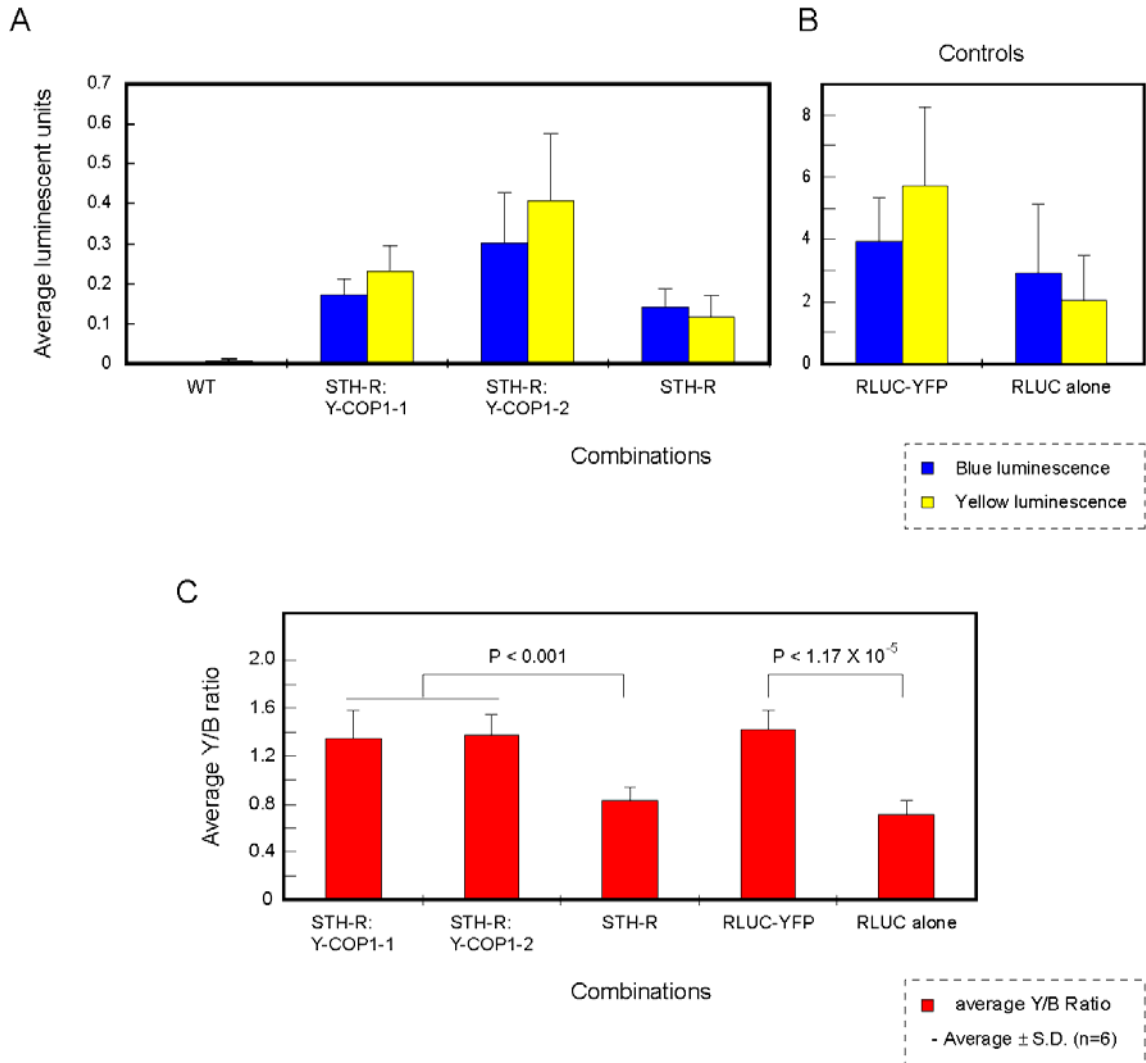 A
Average luminescent units
0.7
0.6
0.5
0.4
0.3
0.2
0.1
0
WT
STH-R:
Y-COP1-1
STH-R:
Y-COP1-2
STH-R
Combinations
B
Controls
8
6
4
2
0
RLUC-YFP
RLUC alone
Blue luminescence
Yellow luminescence
C
Average Y/B ratio
2.0
1.6
1.2
0.8
0.4
0
P < 0.001
P < 1.17 X 10-5
STH-R:
Y-COP1-1
STH-R:
Y-COP1-2
STH-R
RLUC-YFP
RLUC alone
Combinations
average Y/B Ratio
- Average ± S.D. (n=6)